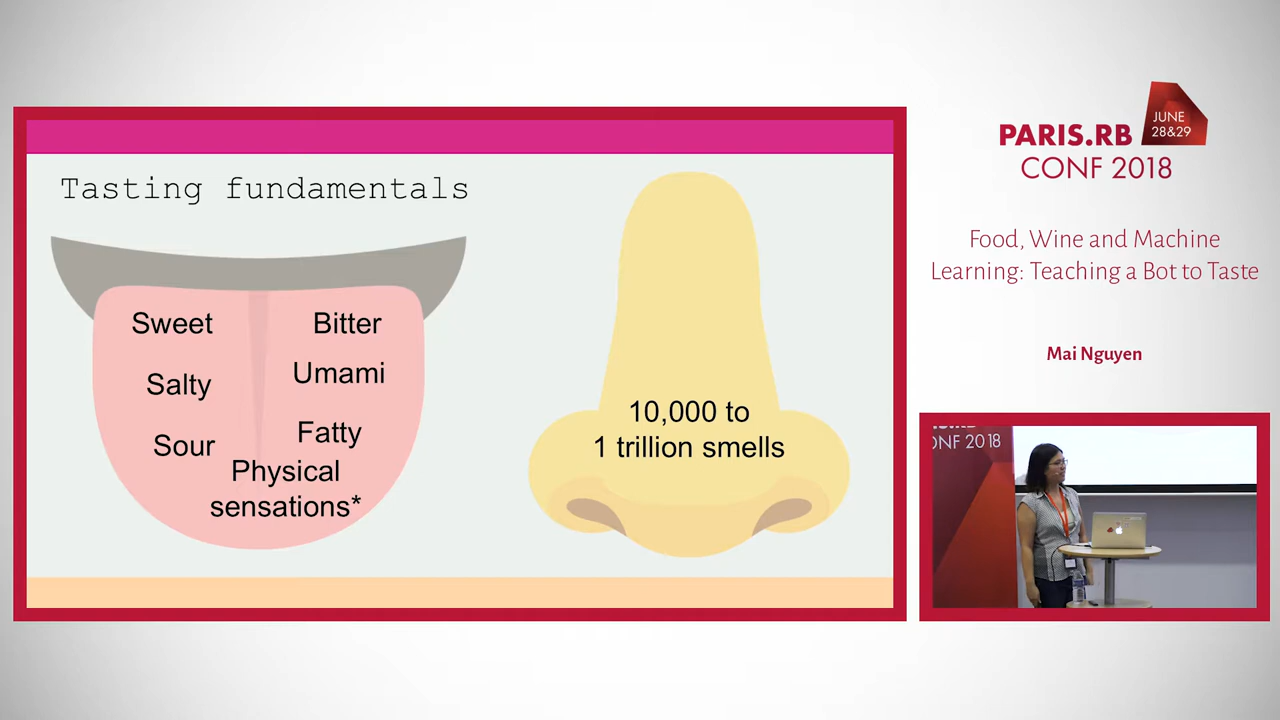 Tasting fundamentals
Sweet
Bitter
Salty
Umami
Sour
Fatty
Physical
sensations*
10,000 to
1 trillion smells
PARIS.RB
JUNE
28&29
CONF 2018
Food, Wine and Machine
Learning: Teaching a Bot to Taste
Mai Nguyen
CONF 2018